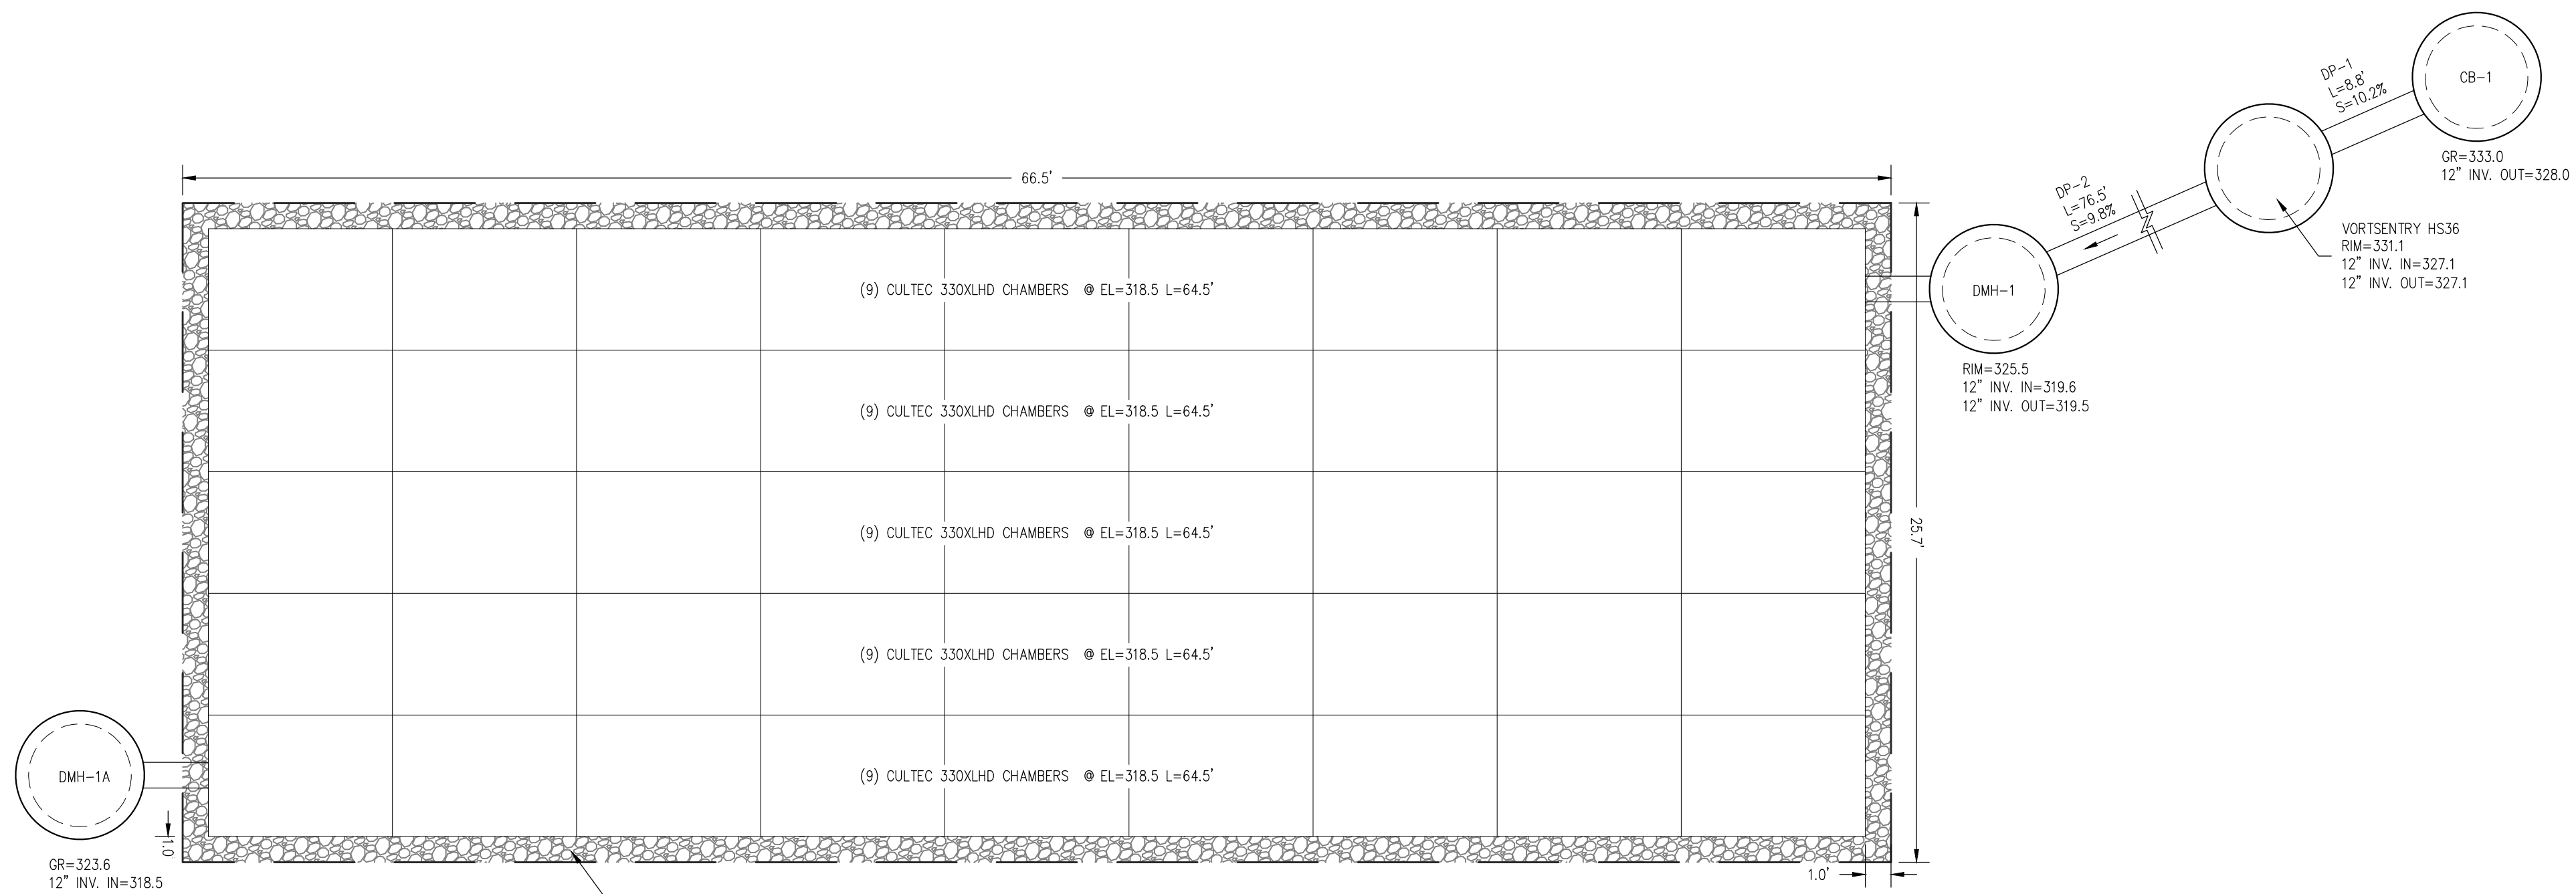 CB-1
DP-1
L=8.8'
S=10.2%
GR=333.0
12" INV. OUT=328.0
66.5'
DP-2
L=76.5'
S=9.8%
VORTSENTRY HS36
RIM=331.1
12" INV. IN=327.1
12" INV. OUT=327.1
(9) CULTEC 330XLHD CHAMBERS @ EL=318.5 L=64.5'
DMH-1
RIM=325.5
12" INV. IN=319.6
12" INV. OUT=319.5
(9) CULTEC 330XLHD CHAMBERS @ EL=318.5 L=64.5'
(9) CULTEC 330XLHD CHAMBERS @ EL=318.5 L=64.5'
25.7'
(9) CULTEC 330XLHD CHAMBERS @ EL=318.5 L=64.5'
(9) CULTEC 330XLHD CHAMBERS @ EL=318.5 L=64.5'
DMH-1A
1.0'
GR=323.6
12" INV. IN=318.5
1.0'